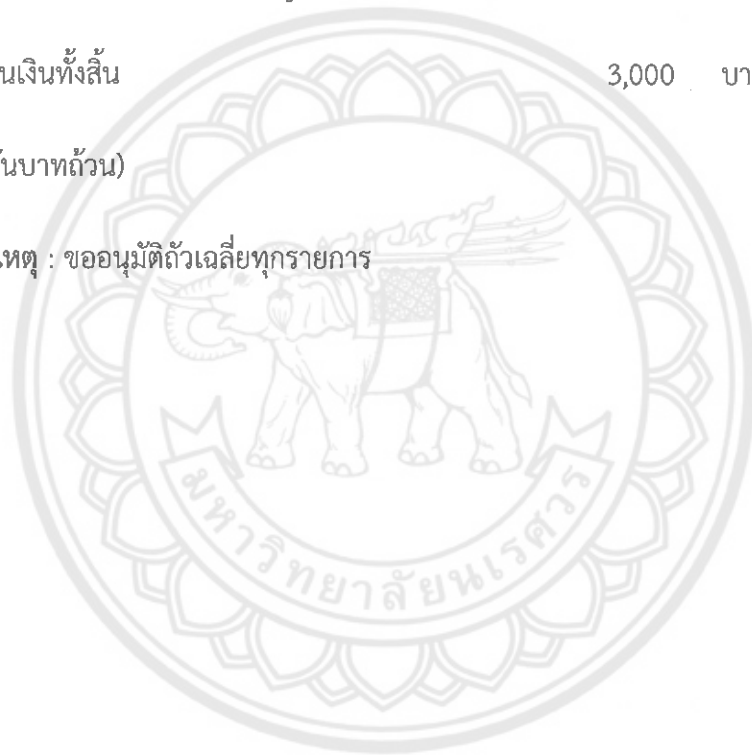 นเงินทั้งสิ้น 3,000 บา
ันบาทถ้วน)
เหตุ : ขออนุมัติถัวเฉลี่ยทุกรายการ
มหาวิทยาลัยนเรศวร